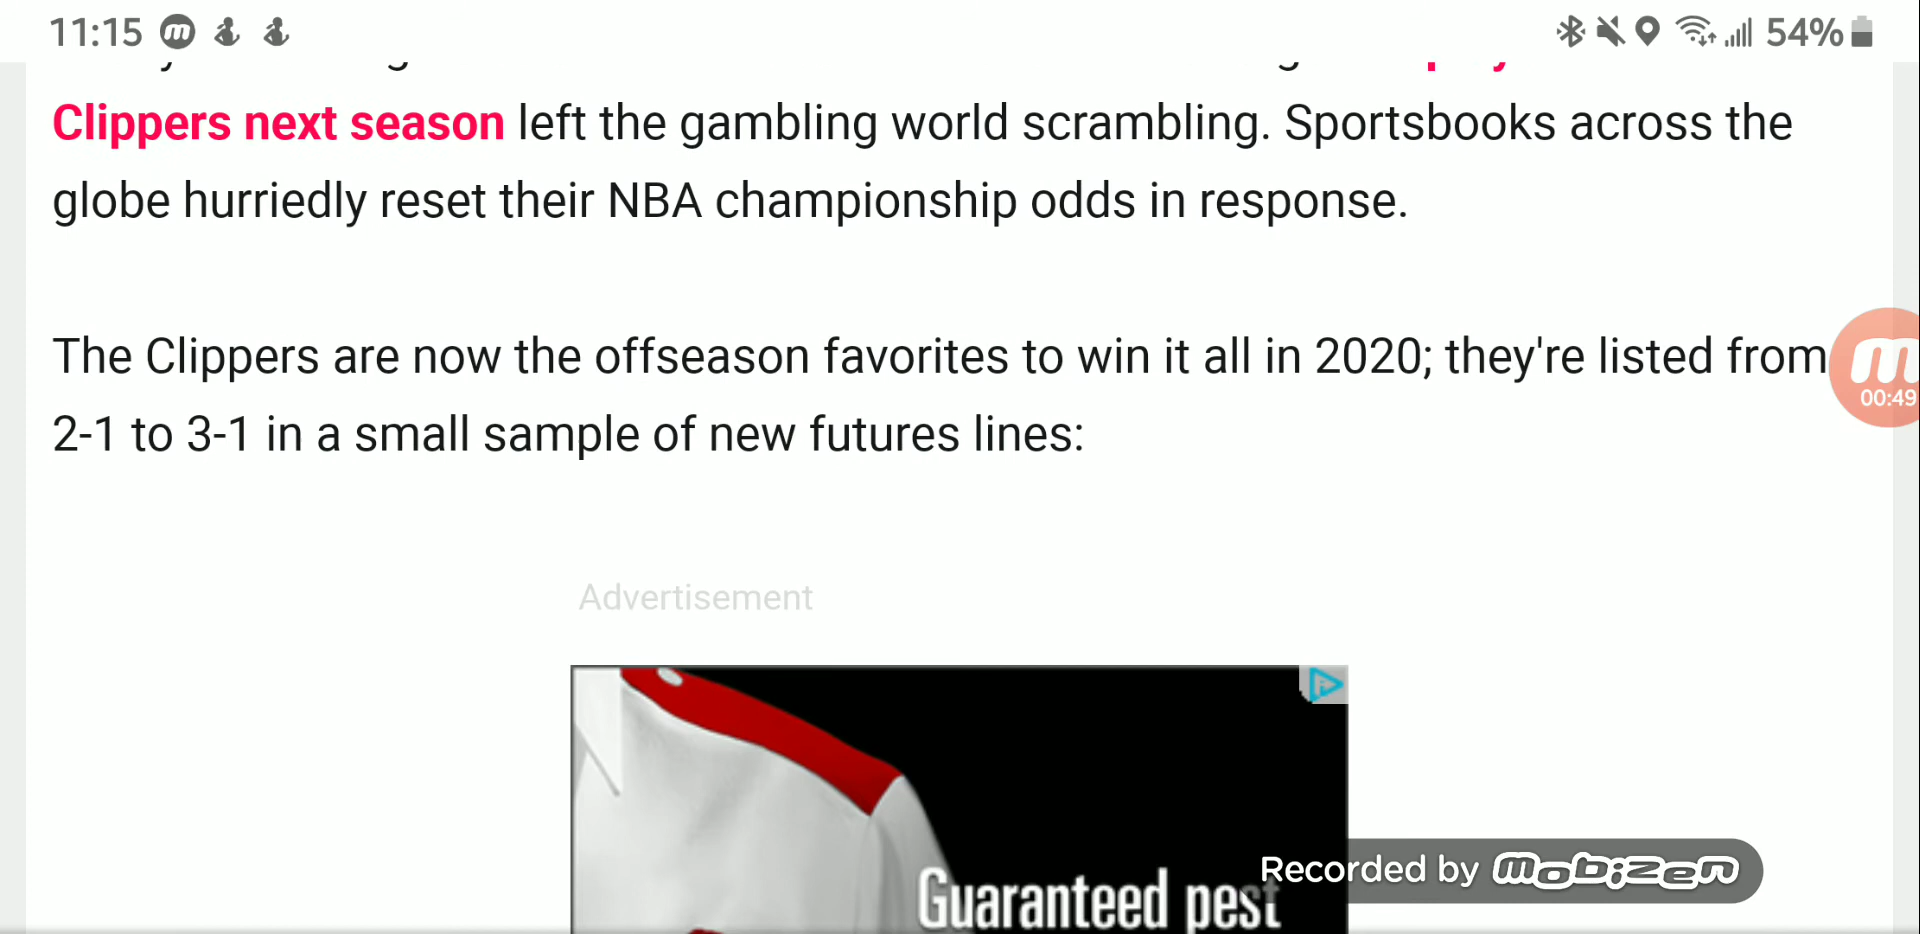 11:15
54%
Clippers next season left the gambling world scrambling. Sportsbooks across the
globe hurriedly reset their NBA championship odds in response.
The Clippers are now the offseason favorites to win it all in 2020; they're listed from
00:49
2-1 to 3-1 in a small sample of new futures lines:
Advertisement
Guaranteed pest
Recorded by mobizen